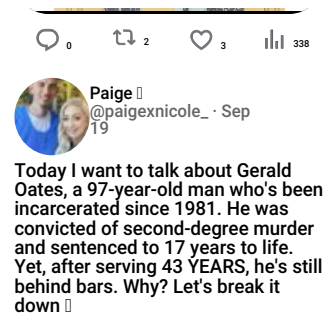 0 2 3 338
Paige
@paigexnicole_ · Sep
19
Today I want to talk about Gerald
Oates, a 97-year-old man who's been
incarcerated since 1981. He was
convicted of second-degree murder
and sentenced to 17 years to life.
Yet, after serving 43 YEARS, he's still
behind bars. Why? Let's break it
down